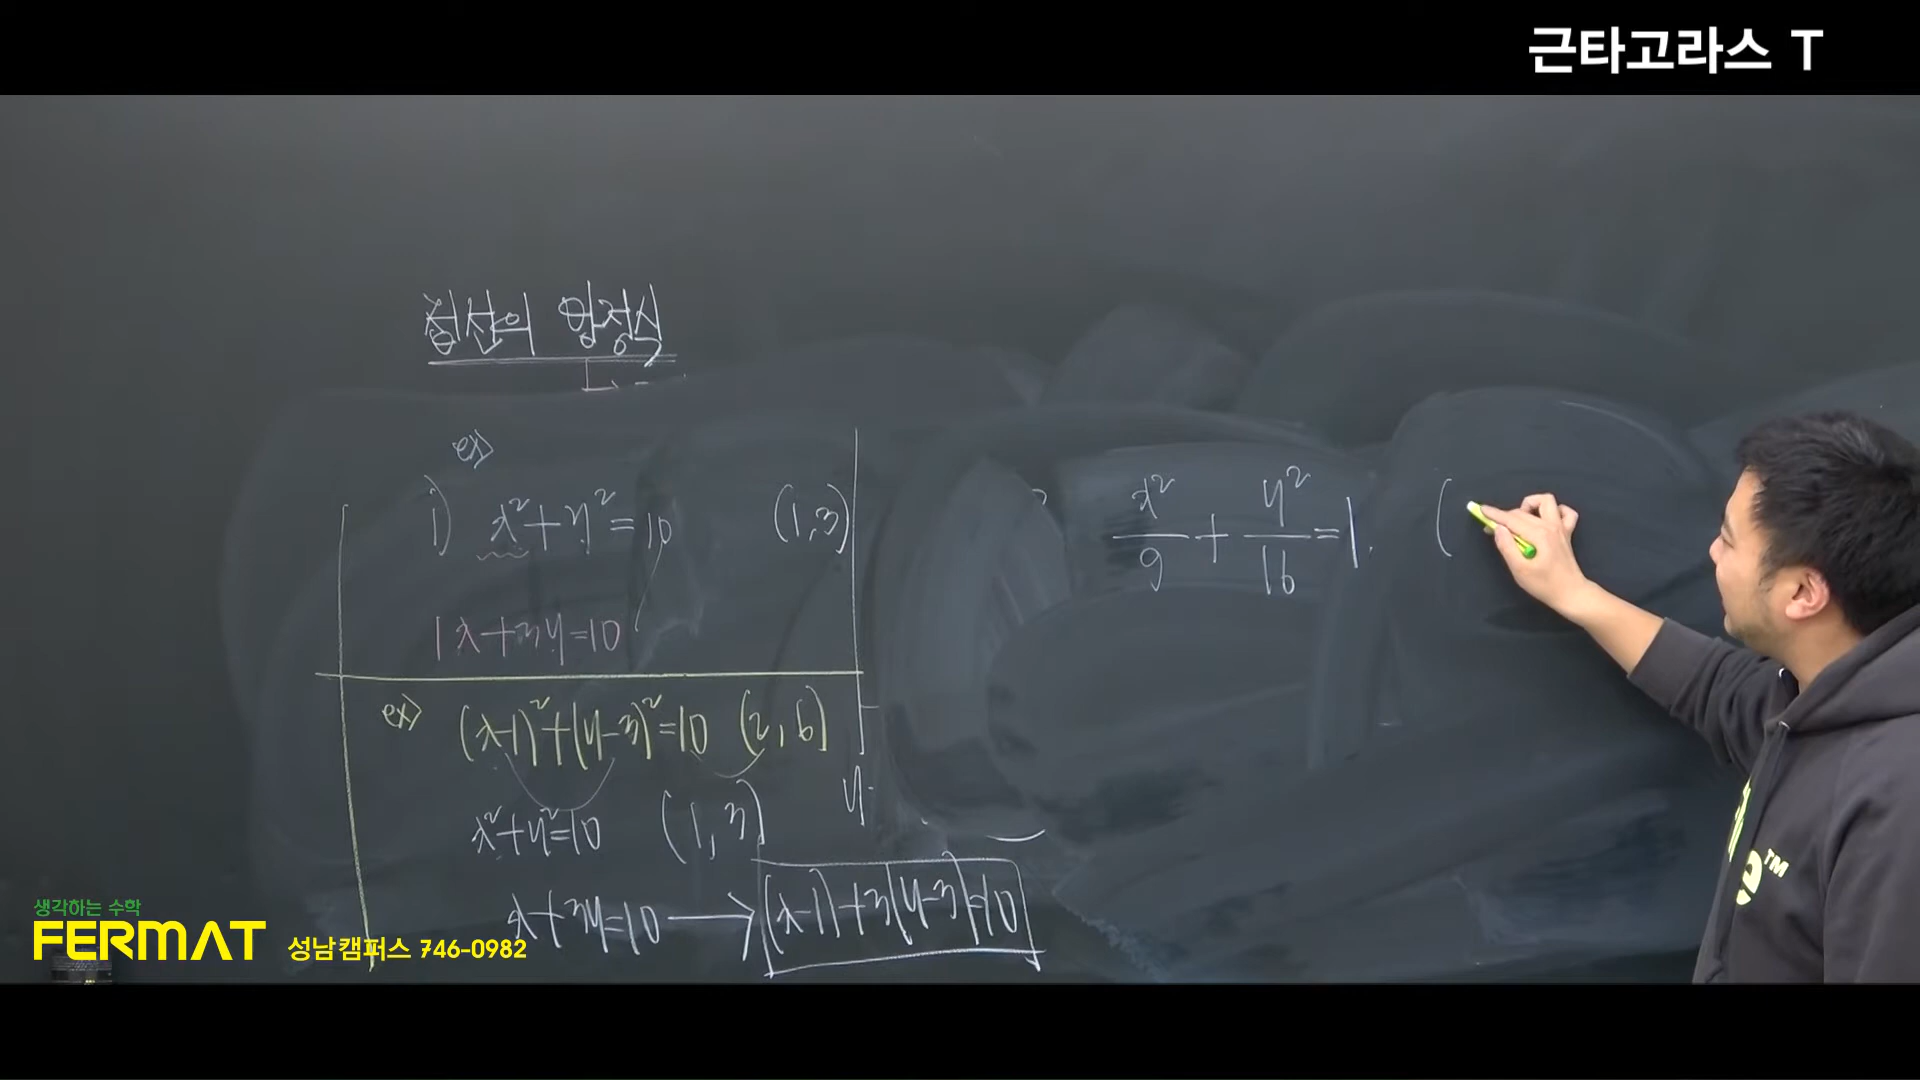 근타고라스 T
접선의 방정식
ex)
i) x²+y²=10 (1,3)
1x+3y=10
ex) (x-1)²+(y-3)²=10 (2,6)
x²+y²=10 (1,3)
x+3y=10 → (x-1)+3(y-3)=10
y
x²/9 + y²/16 = 1. (
생각하는 수학
FERMAT 성남캠퍼스 746-0982
e™